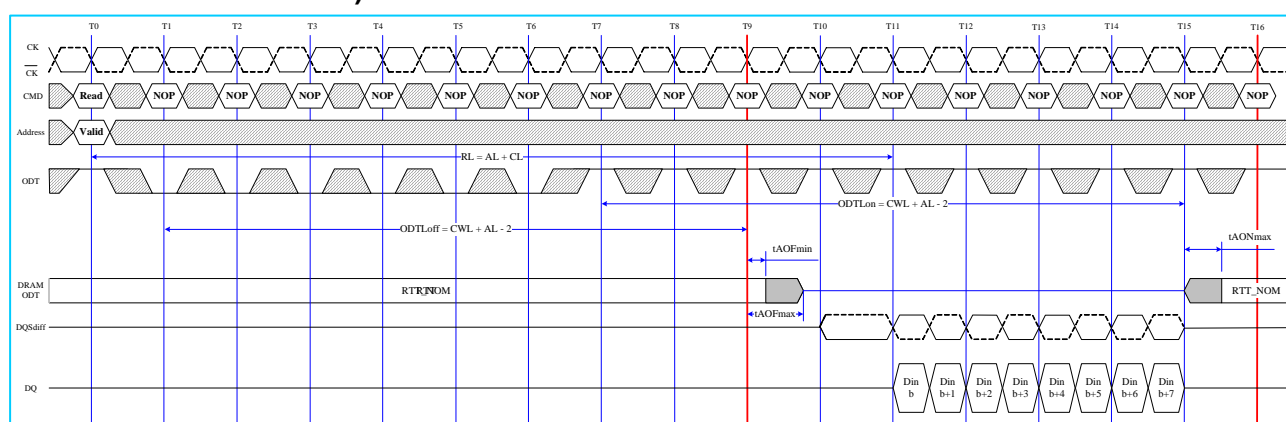 T0 T1 T2 T3 T4 T5 T6 T7 T8 T9 T10 T11 T12 T13 T14 T15 T16
CK
CK
CMD Read NOP NOP NOP NOP NOP NOP NOP NOP NOP NOP NOP NOP NOP NOP NOP NOP
Address Valid
RL = AL + CL
ODT
ODTLon = CWL + AL - 2
ODTLoff = CWL + AL - 2
tAOFmin tAONmax
DRAM
ODT
RTT_NOM
tAOFmax
DQSdiff
DQ
Din b Din b+1 Din b+2 Din b+3 Din b+4 Din b+5 Din b+6 Din b+7